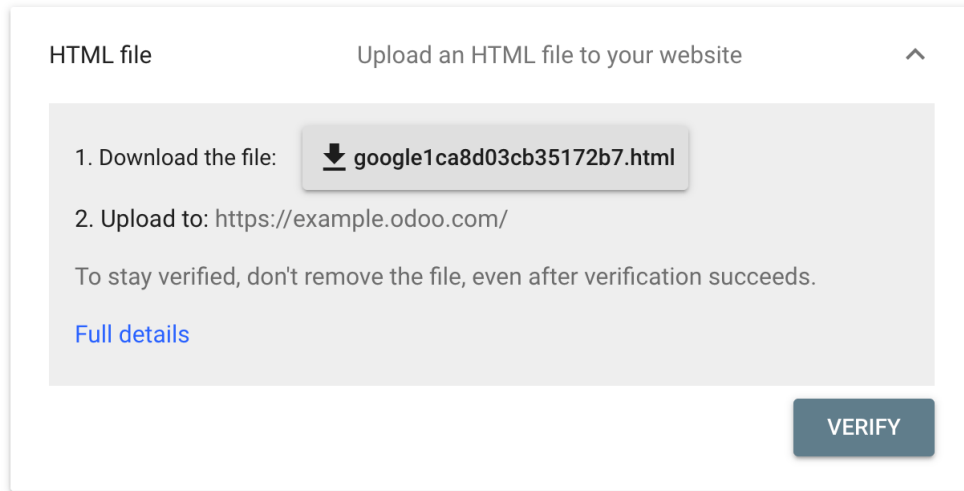 HTML file Upload an HTML file to your website
1. Download the file: google1ca8d03cb35172b7.html
2. Upload to: https://example.odoo.com/
To stay verified, don't remove the file, even after verification succeeds.
Full details
VERIFY